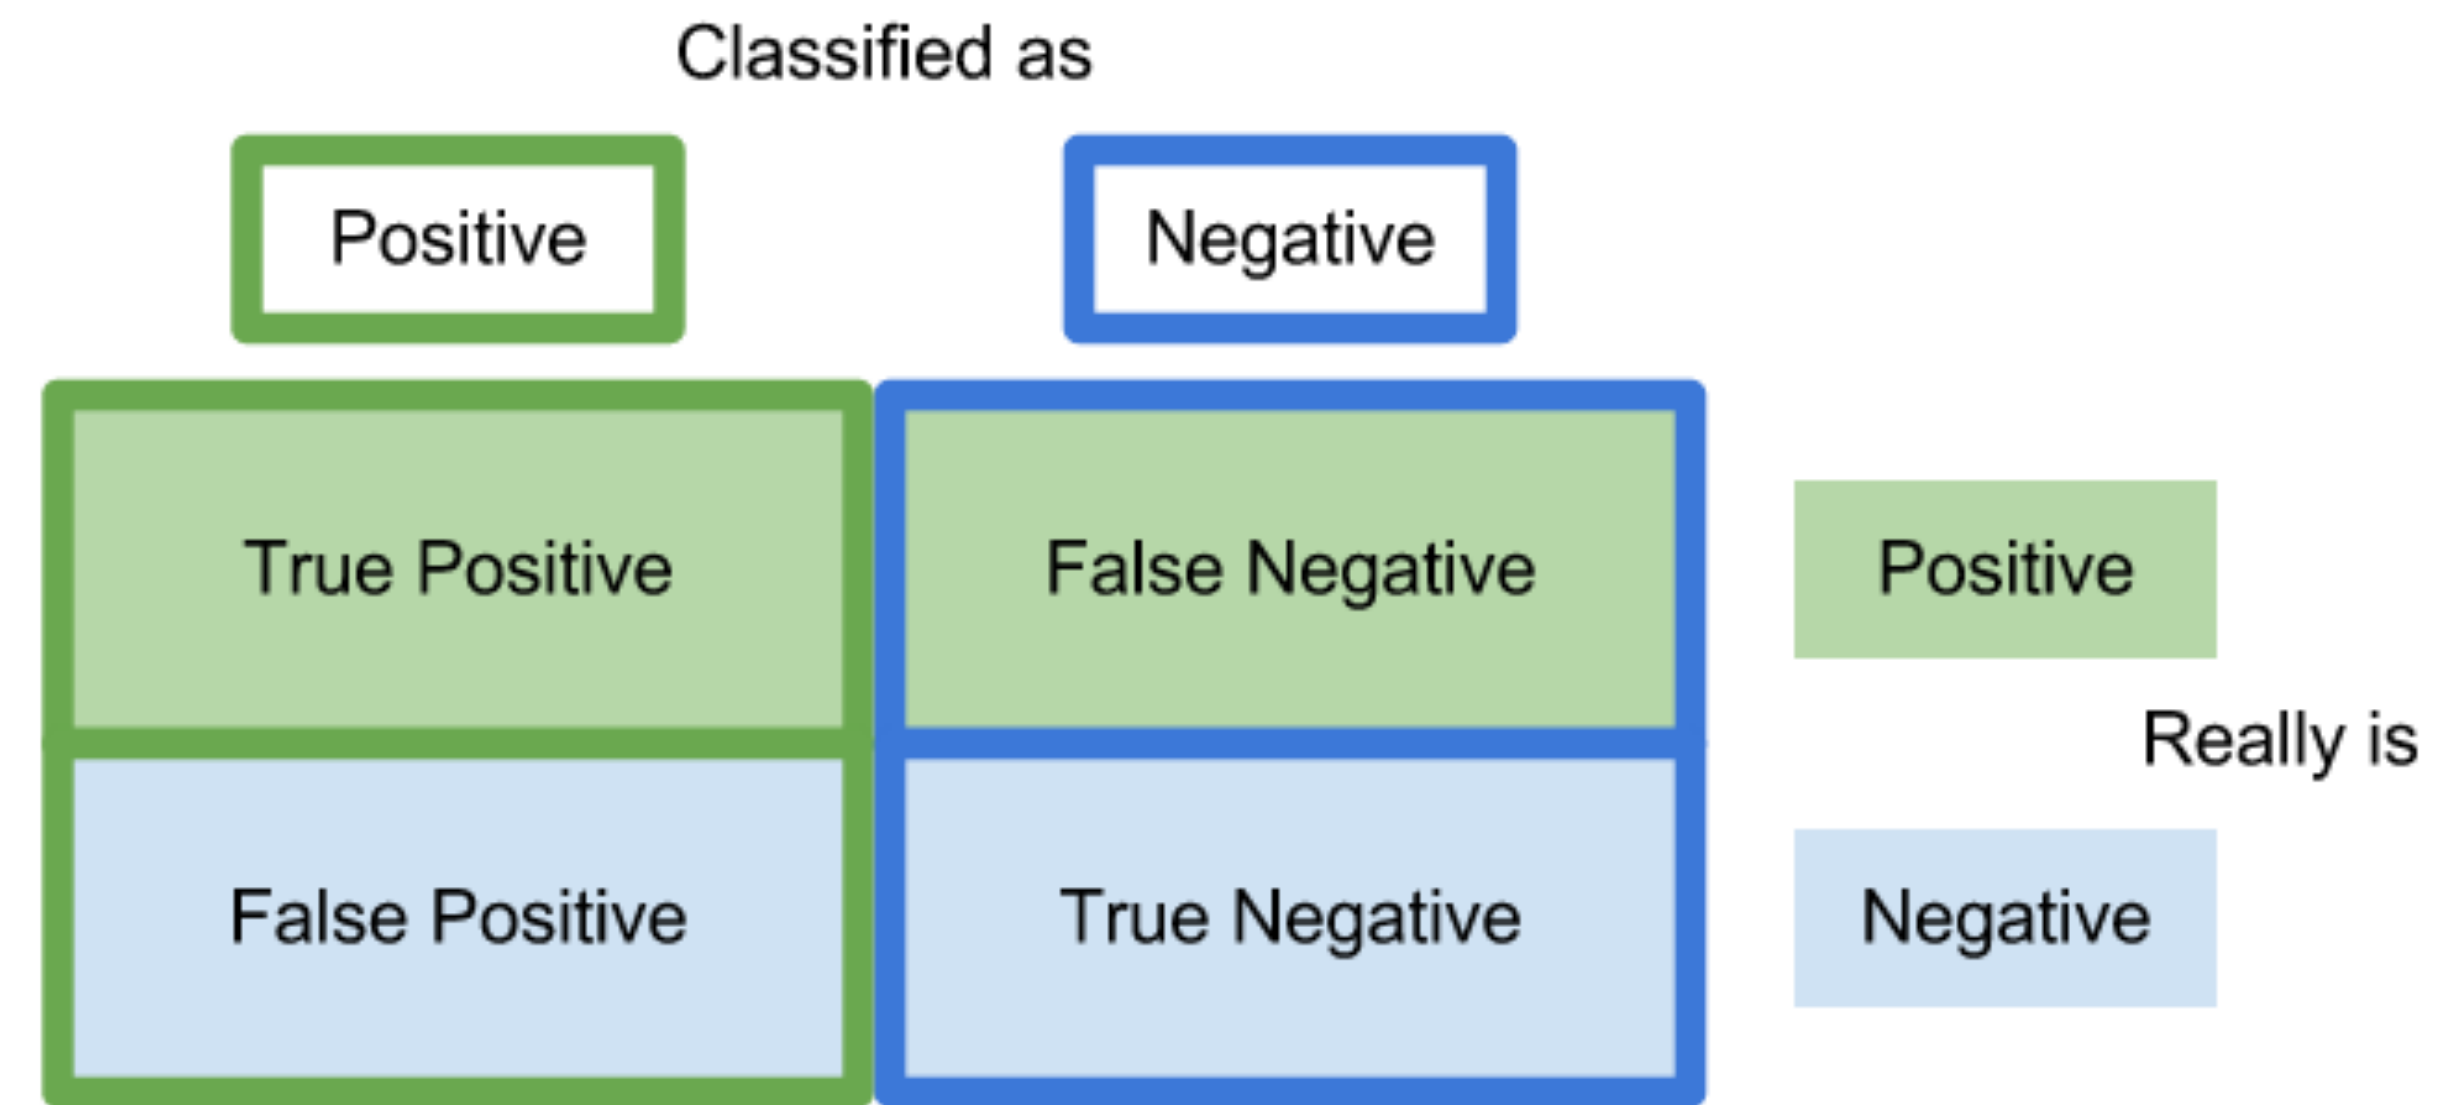 Classified as
Positive
Negative
True Positive
False Negative
Positive
Really is
False Positive
True Negative
Negative